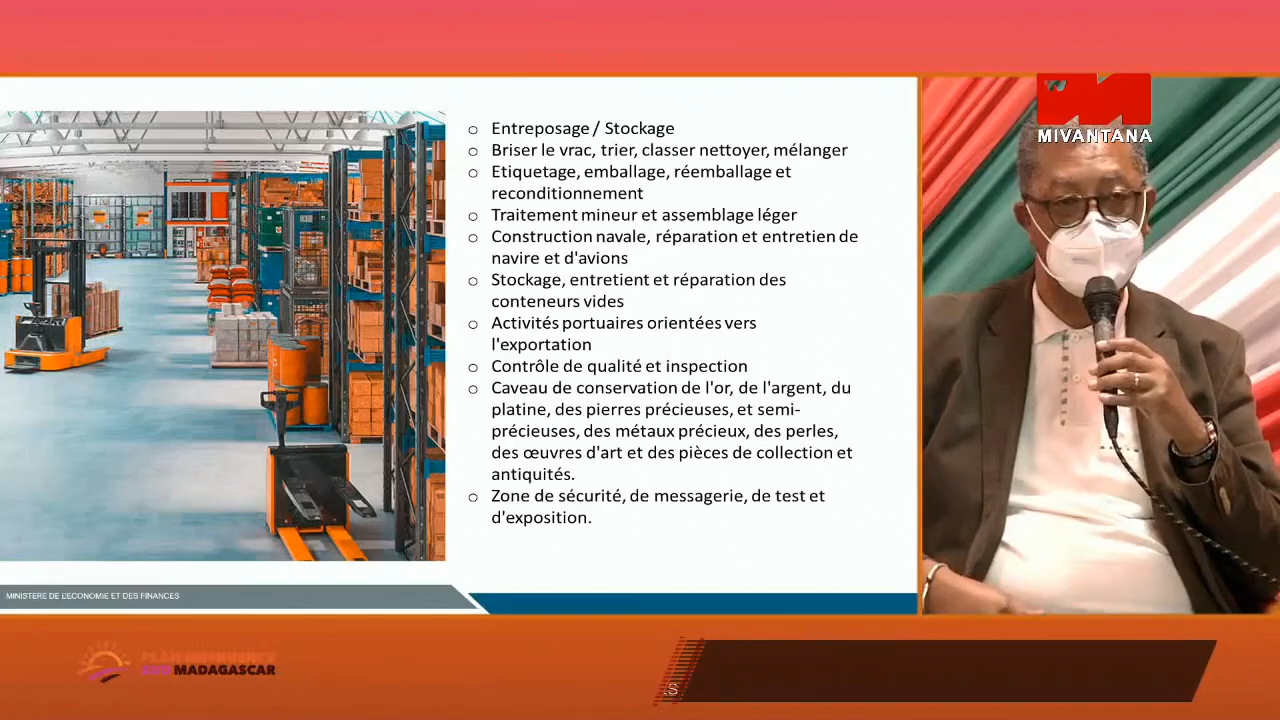 TV
MIVANTANA
o Entreposage / Stockage
o Briser le vrac, trier, classer nettoyer, mélanger
o Etiquetage, emballage, réemballage et
reconditionnement
o Traitement mineur et assemblage léger
o Construction navale, réparation et entretien de
navire et d'avions
o Stockage, entretient et réparation des
conteneurs vides
o Activités portuaires orientées vers
l'exportation
o Contrôle de qualité et inspection
o Caveau de conservation de l'or, de l'argent, du
platine, des pierres précieuses, et semi-
précieuses, des métaux précieux, des perles,
des œuvres d'art et des pièces de collection et
antiquités.
o Zone de sécurité, de messagerie, de test et
d'exposition.
MINISTERE DE L'ECONOMIE ET DES FINANCES
MADAGASCAR
S